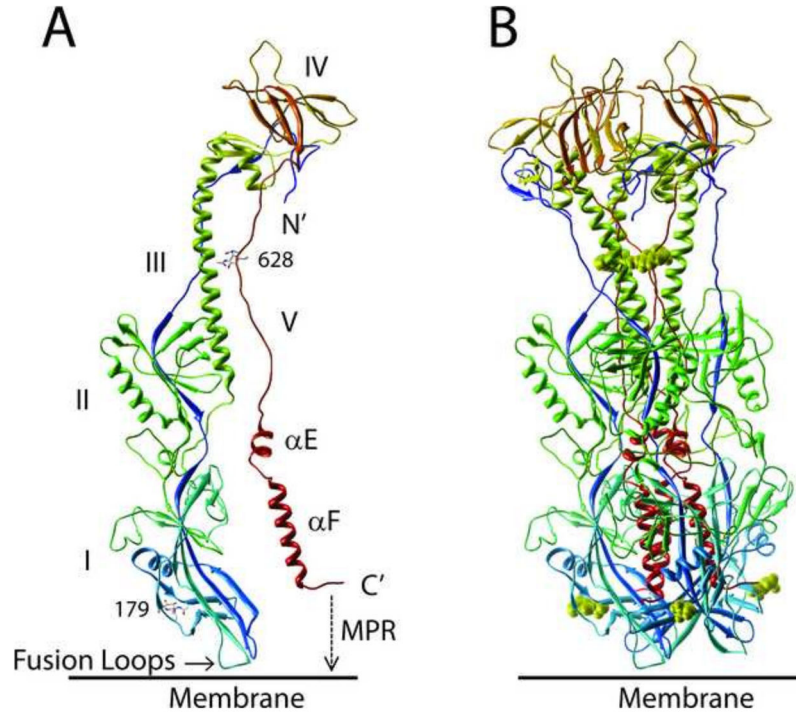 A
B
IV
N'
III
628
V
II
αE
αF
I
C'
179
MPR
Fusion Loops
Membrane
Membrane